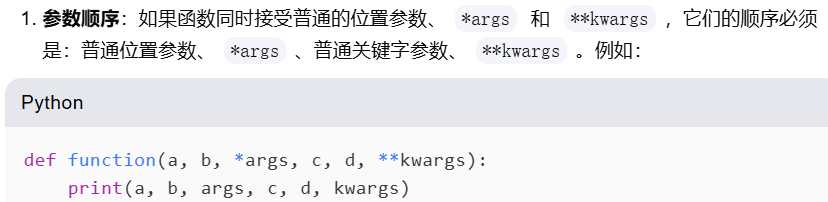 1. 参数顺序：如果函数同时接受普通的位置参数、 *args 和 **kwargs ，它们的顺序必须
是：普通位置参数、 *args 、普通关键字参数、 **kwargs 。例如：
Python
def function(a, b, *args, c, d, **kwargs):
    print(a, b, args, c, d, kwargs)